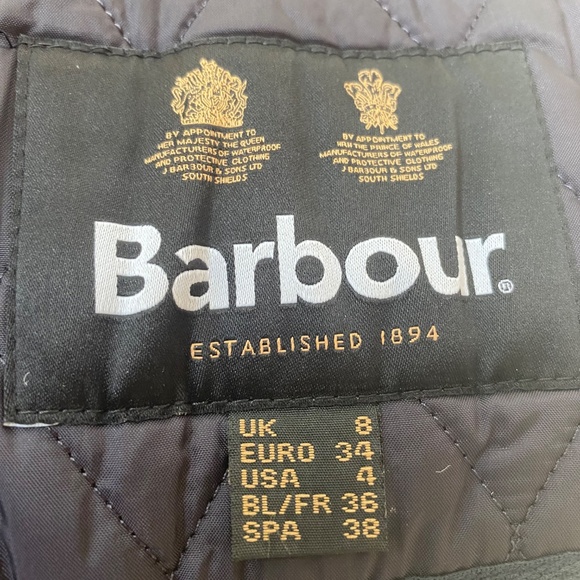 BY APPOINTMENT TO
HER MAJESTY THE QUEEN
MANUFACTURERS OF WATERPROOF
AND PROTECTIVE CLOTHING
J BARBOUR & SONS LTD
SOUTH SHIELDS
BY APPOINTMENT TO
HRH THE PRINCE OF WALES
MANUFACTURERS OF WATERPROOF
AND PROTECTIVE CLOTHING
J BARBOUR & SONS LTD
SOUTH SHIELDS
Barbour®
ESTABLISHED 1894
UK 8
EURO 34
USA 4
BL/FR 36
SPA 38